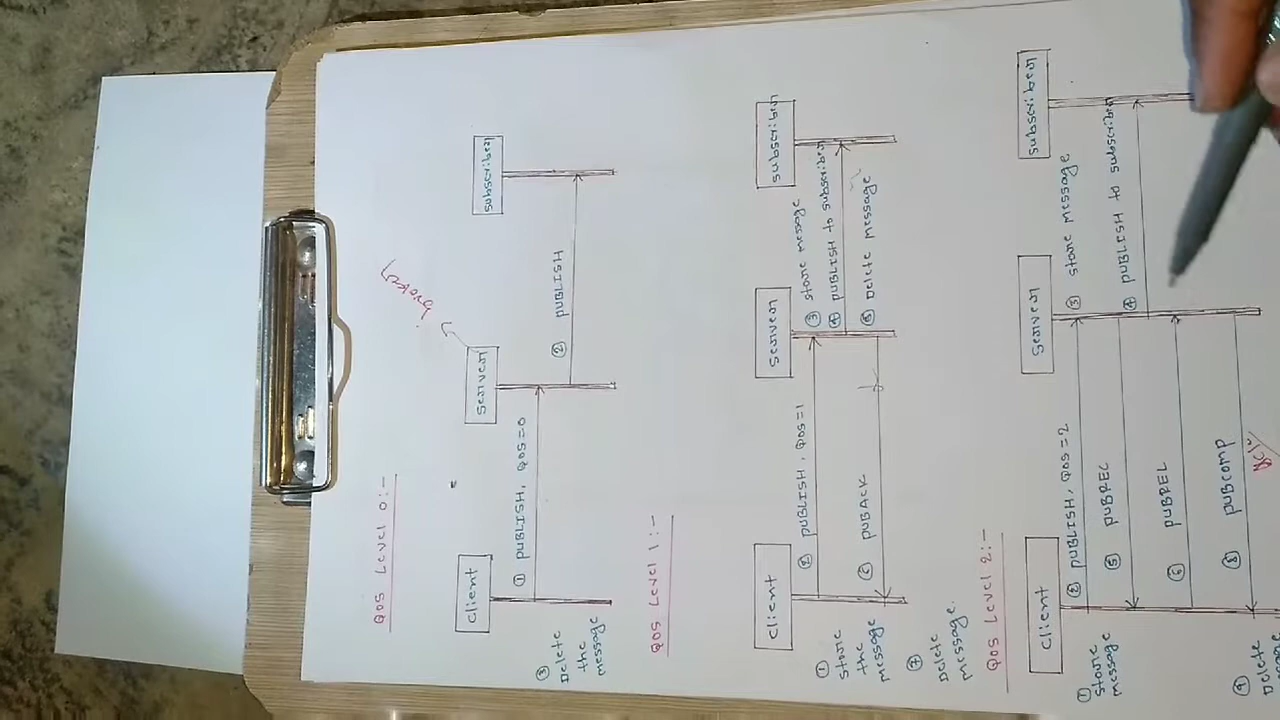 QOS Level 0:-
Client
Server
Subscriber
① PUBLISH, QOS=0
② PUBLISH
③ Delete
the
message
QOS Level 1:-
Client
Server
Subscriber
① Store
the
message
② PUBLISH, QOS=1
③ store message
④ PUBLISH to subscriber
⑤ Delete message
⑥ PUBACK
⑦
Delete
message.
QOS Level 2:-
Client
Server
Subscriber
①
Store
message
② PUBLISH, QOS=2
③ store message
④ PUBLISH to subscriber
⑤ PUBREC
⑥ PUBREL
⑧ PUBCOMP
⑨
Delete